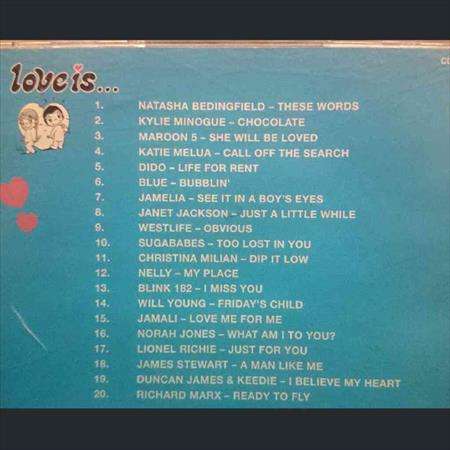 love is...
1. NATASHA BEDINGFIELD – THESE WORDS
2. KYLIE MINOGUE – CHOCOLATE
3. MAROON 5 – SHE WILL BE LOVED
4. KATIE MELUA – CALL OFF THE SEARCH
5. DIDO – LIFE FOR RENT
6. BLUE – BUBBLIN'
7. JAMELIA – SEE IT IN A BOY'S EYES
8. JANET JACKSON – JUST A LITTLE WHILE
9. WESTLIFE – OBVIOUS
10. SUGABABES – TOO LOST IN YOU
11. CHRISTINA MILIAN – DIP IT LOW
12. NELLY – MY PLACE
13. BLINK 182 – I MISS YOU
14. WILL YOUNG – FRIDAY'S CHILD
15. JAMALI – LOVE ME FOR ME
16. NORAH JONES – WHAT AM I TO YOU?
17. LIONEL RICHIE – JUST FOR YOU
18. JAMES STEWART – A MAN LIKE ME
19. DUNCAN JAMES & KEEDIE – I BELIEVE MY HEART
20. RICHARD MARX – READY TO FLY